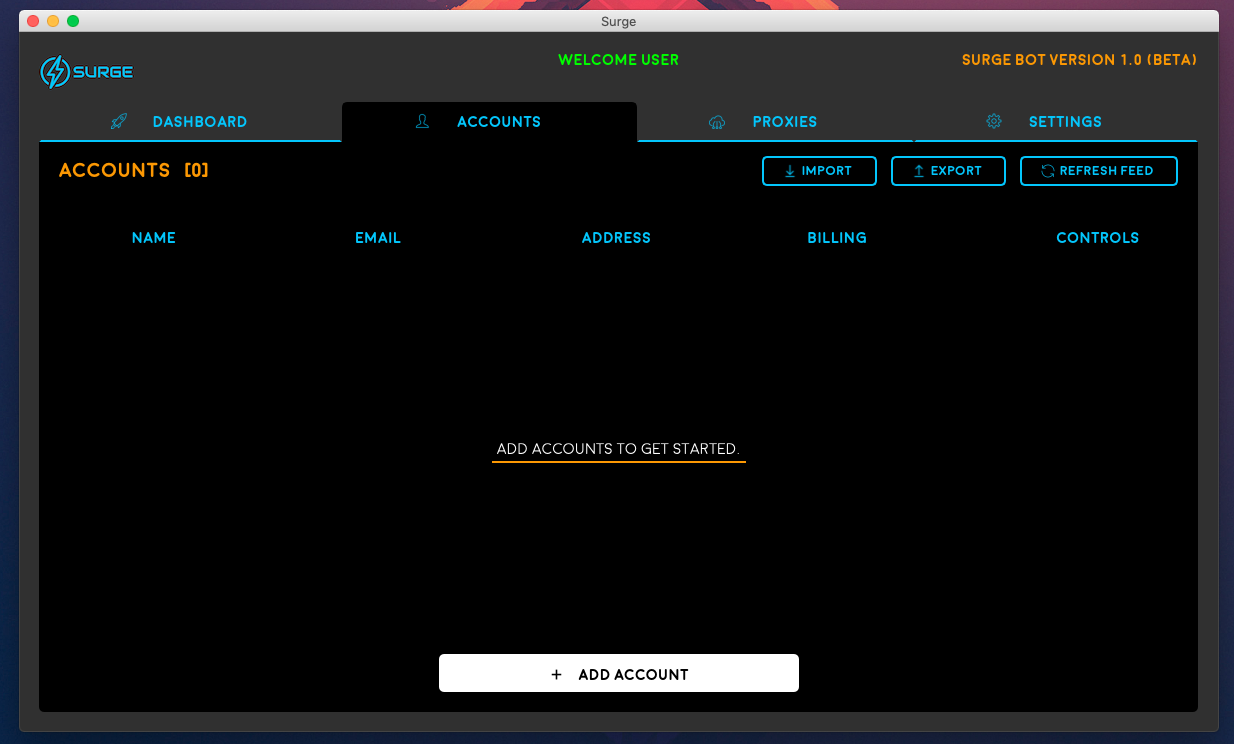 Surge
SURGE
WELCOME USER
SURGE BOT VERSION 1.0 (BETA)
DASHBOARD
ACCOUNTS
PROXIES
SETTINGS
ACCOUNTS [0]
IMPORT
EXPORT
REFRESH FEED
NAME
EMAIL
ADDRESS
BILLING
CONTROLS
ADD ACCOUNTS TO GET STARTED.
+ ADD ACCOUNT